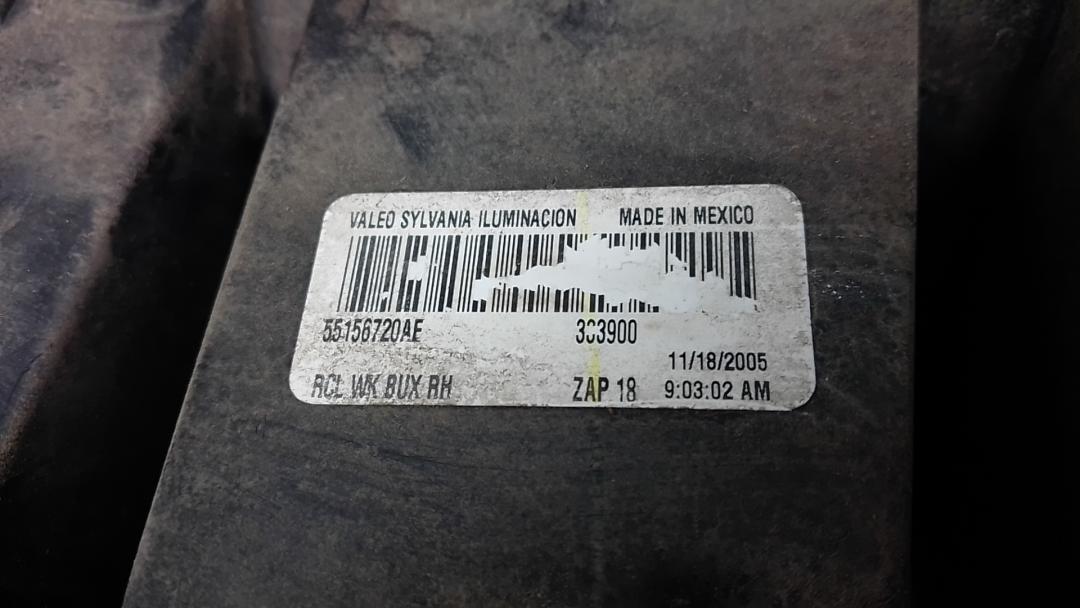 VALEO SYLVANIA ILUMINACION MADE IN MEXICO
55156720AE 303900
11/18/2005
RCL WK BUX RH ZAP 18 9:03:02 AM